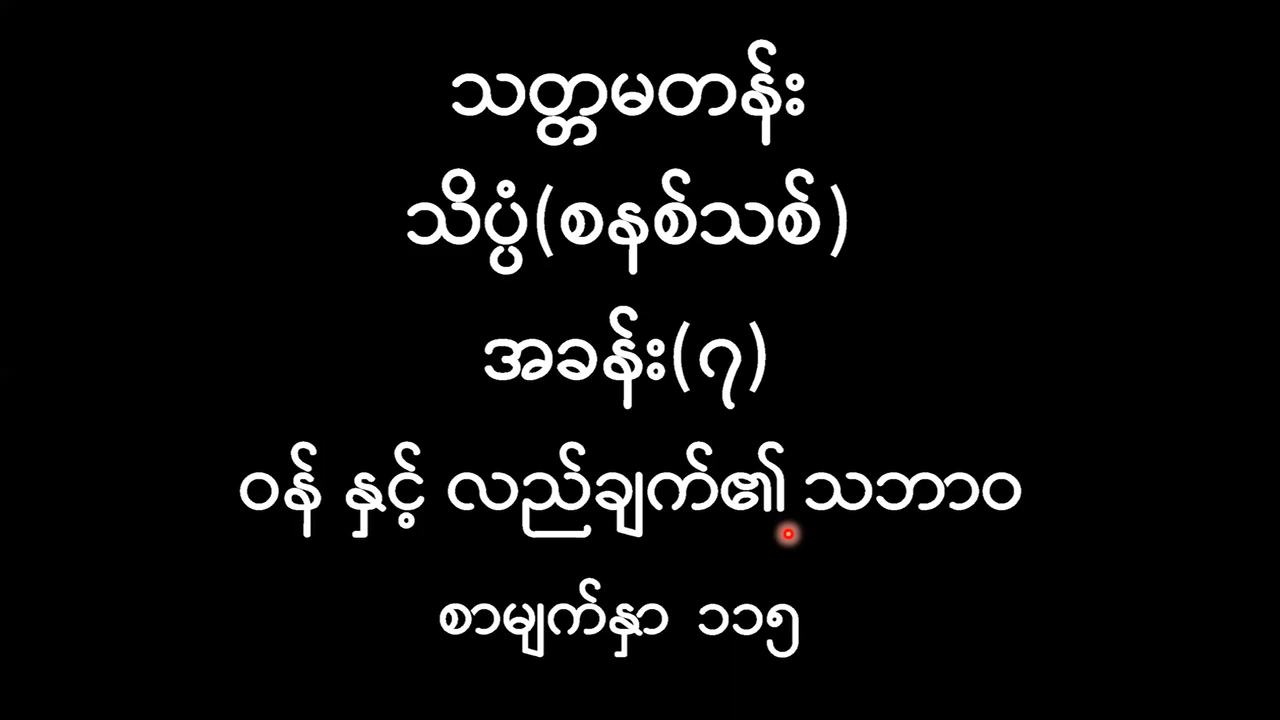 သတ္တမတန်း
သိပ္ပံ(စနစ်သစ်)
အခန်း(၇)
ဝန် နှင့် လည်ချက်၏ သဘာဝ
စာမျက်နှာ ၁၁၅